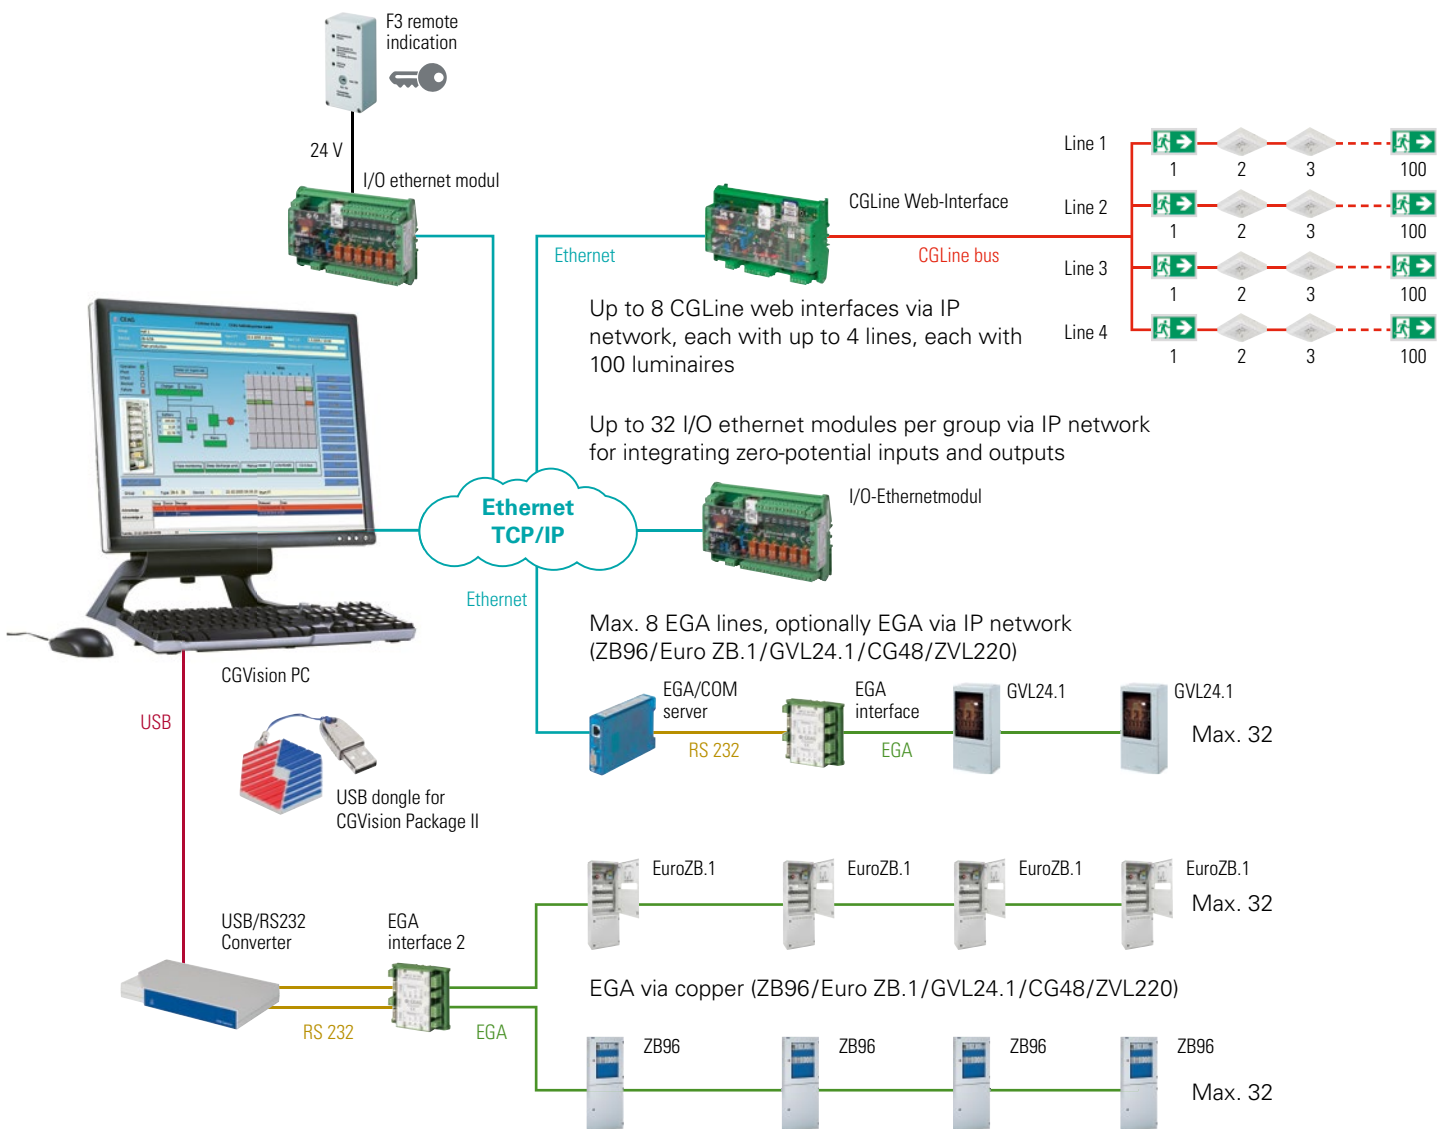 F3 remote
indication
24 V
I/O ethernet modul
CGLine Web-Interface
Ethernet
CGLine bus
Line 1
1 2 3 100
Line 2
1 2 3 100
Line 3
1 2 3 100
Line 4
1 2 3 100
Up to 8 CGLine web interfaces via IP
network, each with up to 4 lines, each with
100 luminaires
Up to 32 I/O ethernet modules per group via IP network
for integrating zero-potential inputs and outputs
I/O-Ethernetmodul
Ethernet
TCP/IP
Ethernet
Max. 8 EGA lines, optionally EGA via IP network
(ZB96/Euro ZB.1/GVL24.1/CG48/ZVL220)
CGVision PC
USB
EGA/COM
server
RS 232
EGA
interface
EGA
GVL24.1
GVL24.1
Max. 32
USB dongle for
CGVision Package II
EuroZB.1
EuroZB.1
EuroZB.1
EuroZB.1
Max. 32
USB/RS232
Converter
EGA
interface 2
RS 232
EGA
EGA via copper (ZB96/Euro ZB.1/GVL24.1/CG48/ZVL220)
ZB96
ZB96
ZB96
ZB96
Max. 32